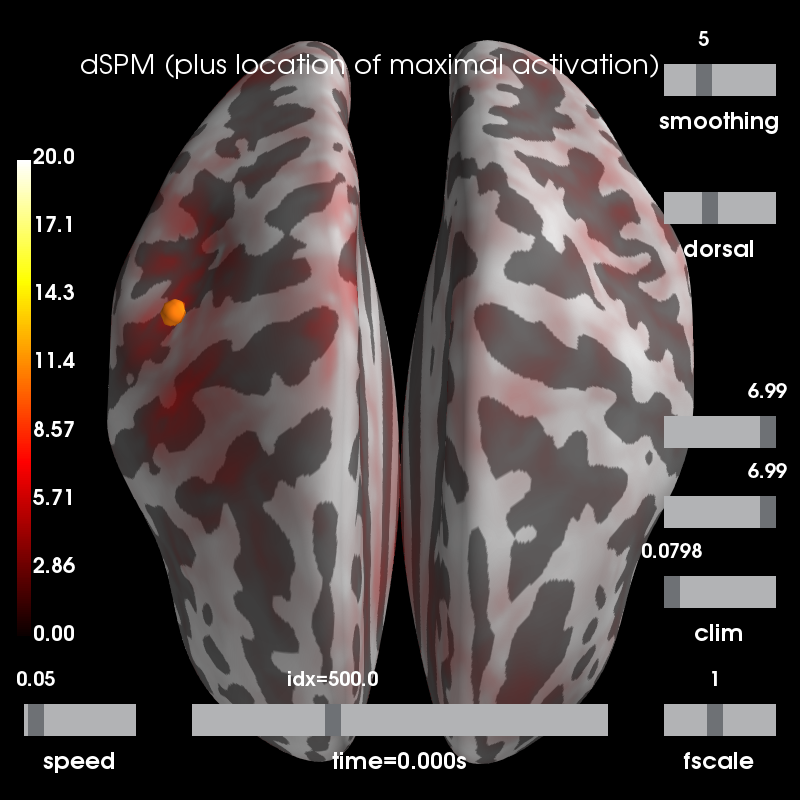 dSPM (plus location of maximal activation)
5
smoothing
dorsal
20.0
17.1
14.3
11.4
8.57
5.71
2.86
0.00
6.99
6.99
0.0798
clim
0.05
speed
idx=500.0
time=0.000s
1
fscale